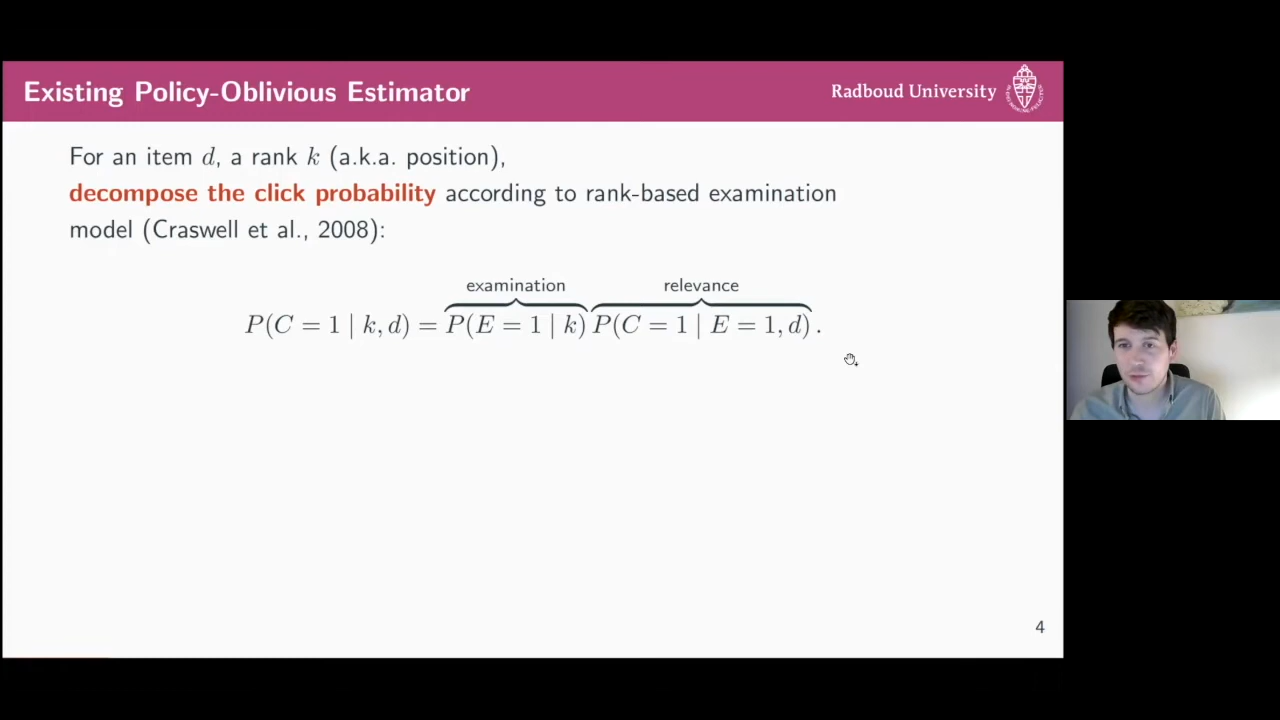 Existing Policy-Oblivious Estimator
Radboud University
For an item d, a rank k (a.k.a. position),
decompose the click probability according to rank-based examination
model (Craswell et al., 2008):
examination relevance
P(C = 1 | k, d) = P(E = 1 | k) P(C = 1 | E = 1, d).
4